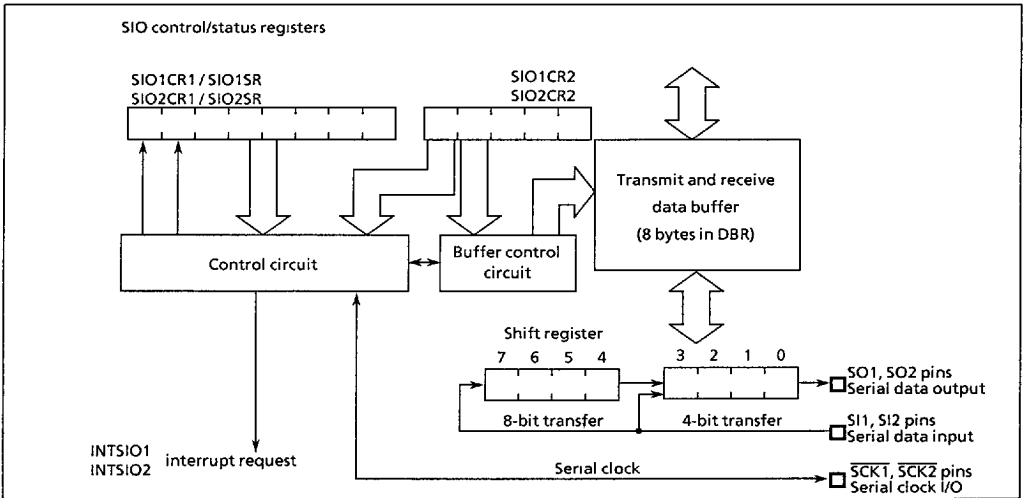 SIO control/status registers
SIO1CR1 / SIO1SR
SIO2CR1 / SIO2SR
SIO1CR2
SIO2CR2
Transmit and receive
data buffer
(8 bytes in DBR)
Control circuit
Buffer control
circuit
Shift register
7 6 5 4 3 2 1 0
SO1, SO2 pins
Serial data output
8-bit transfer 4-bit transfer
SI1, SI2 pins
Serial data input
INTSIO1
INTSIO2
interrupt request
Serial clock
SCK1, SCK2 pins
Serial clock I/O